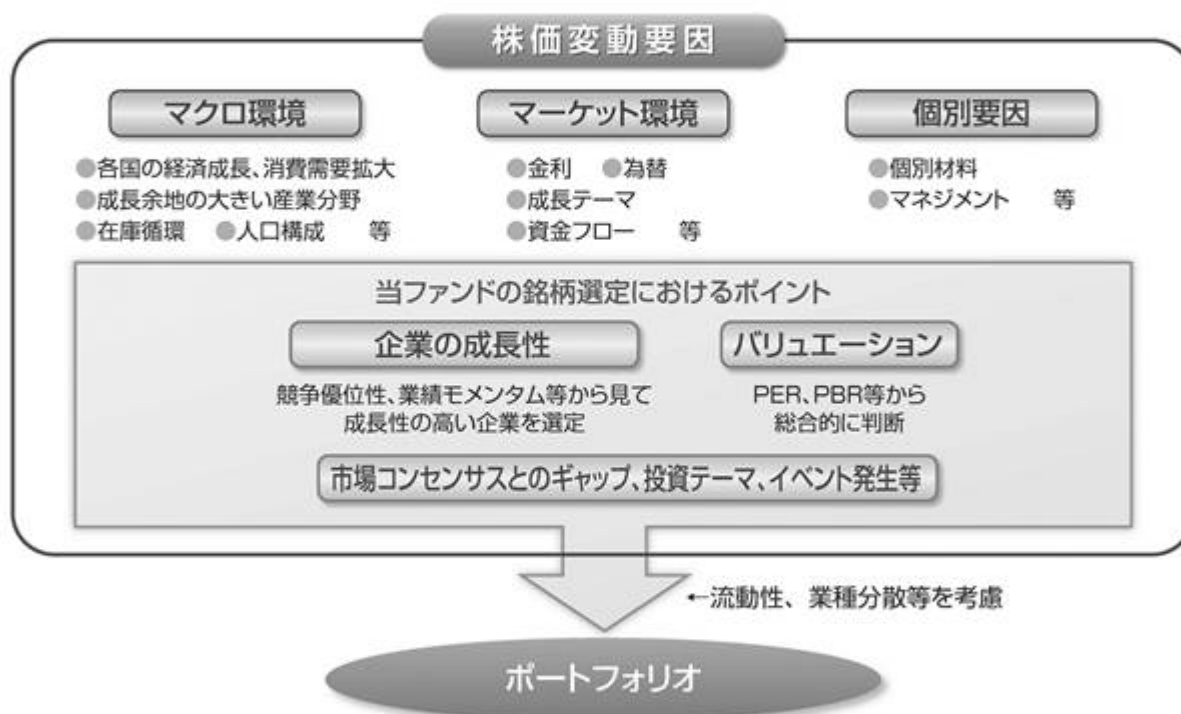 株価変動要因
マクロ環境
●各国の経済成長、消費需要拡大
●成長余地の大きい産業分野
●在庫循環 ●人口構成 等
マーケット環境
●金利 ●為替
●成長テーマ
●資金フロー 等
個別要因
●個別材料
●マネジメント 等
当ファンドの銘柄選定におけるポイント
企業の成長性
競争優位性、業績モメンタム等から見て
成長性の高い企業を選定
バリュエーション
PER、PBR等から
総合的に判断
市場コンセンサスとのギャップ、投資テーマ、イベント発生等
←流動性、業種分散等を考慮
ポートフォリオ